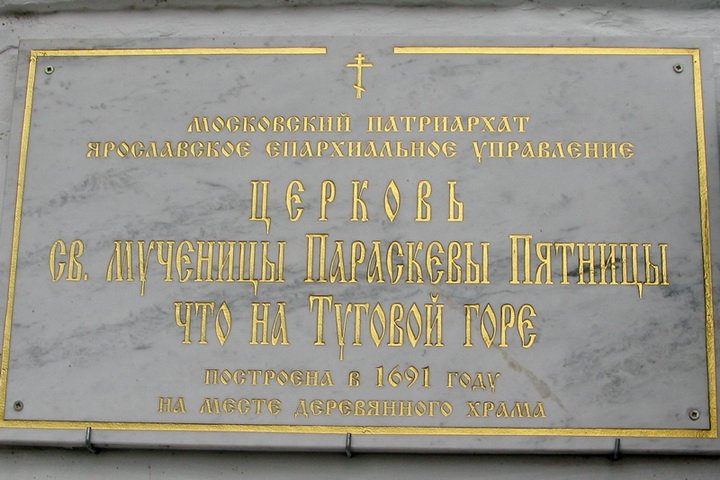 МОСКОВСКИЙ ПАТРИАРХАТ
ЯРОСЛАВСКОЕ ЕПАРХИАЛЬНОЕ УПРАВЛЕНИЕ
ЦЕРКОВЬ
СВ. МУЧЕНИЦЫ ПАРАСКЕВЫ ПЯТНИЦЫ
ЧТО НА ТУГОВОЙ ГОРЕ
ПОСТРОЕНА В 1691 ГОДУ
НА МЕСТЕ ДЕРЕВЯННОГО ХРАМА